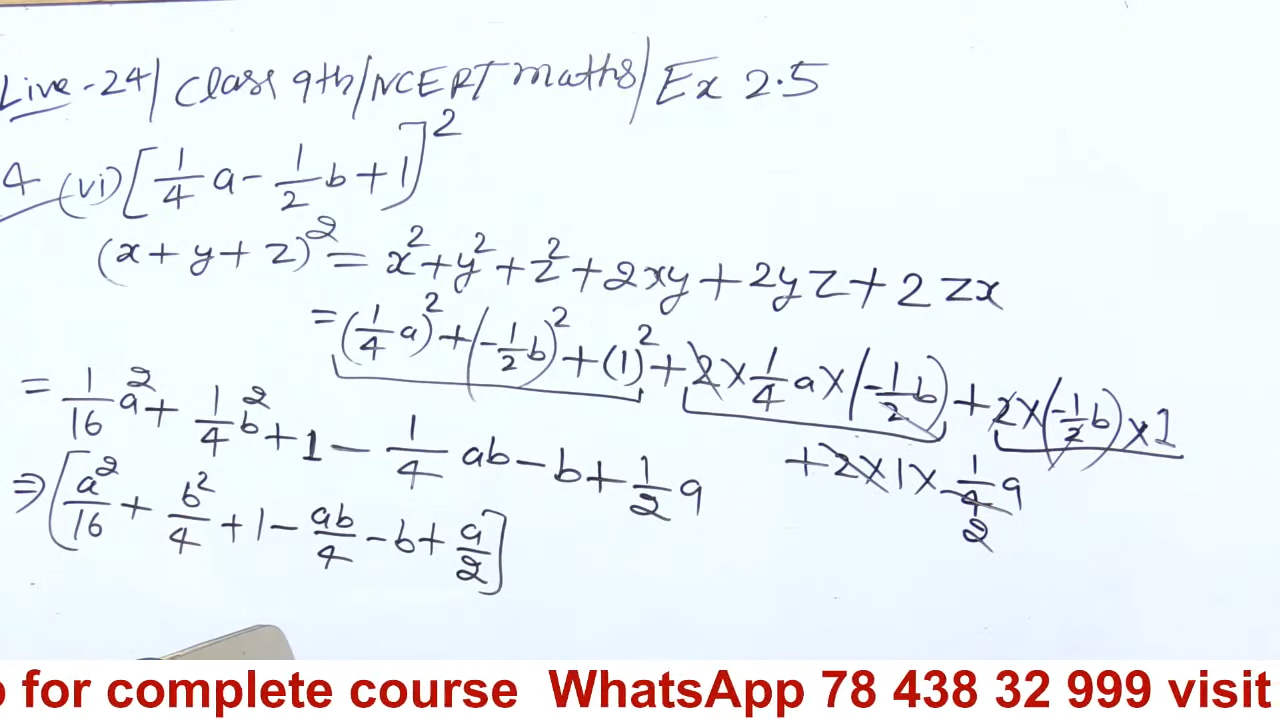 Live-24/ Class 9th/NCERT maths/ Ex 2.5
4 (vi) [1/4 a - 1/2 b + 1]²
(x + y + z)² = x² + y² + z² + 2xy + 2yz + 2zx
= (1/4 a)² + (-1/2 b)² + (1)² + 2 × 1/4 a × (-1/2 b) + 2 × (-1/2 b) × 1
+ 2 × 1 × 1/4 a
2
= 1/16 a² + 1/4 b² + 1 - 1/4 ab - b + 1/2 a
⇒ [a²/16 + b²/4 + 1 - ab/4 - b + a/2]
for complete course WhatsApp 78 438 32 999 visit